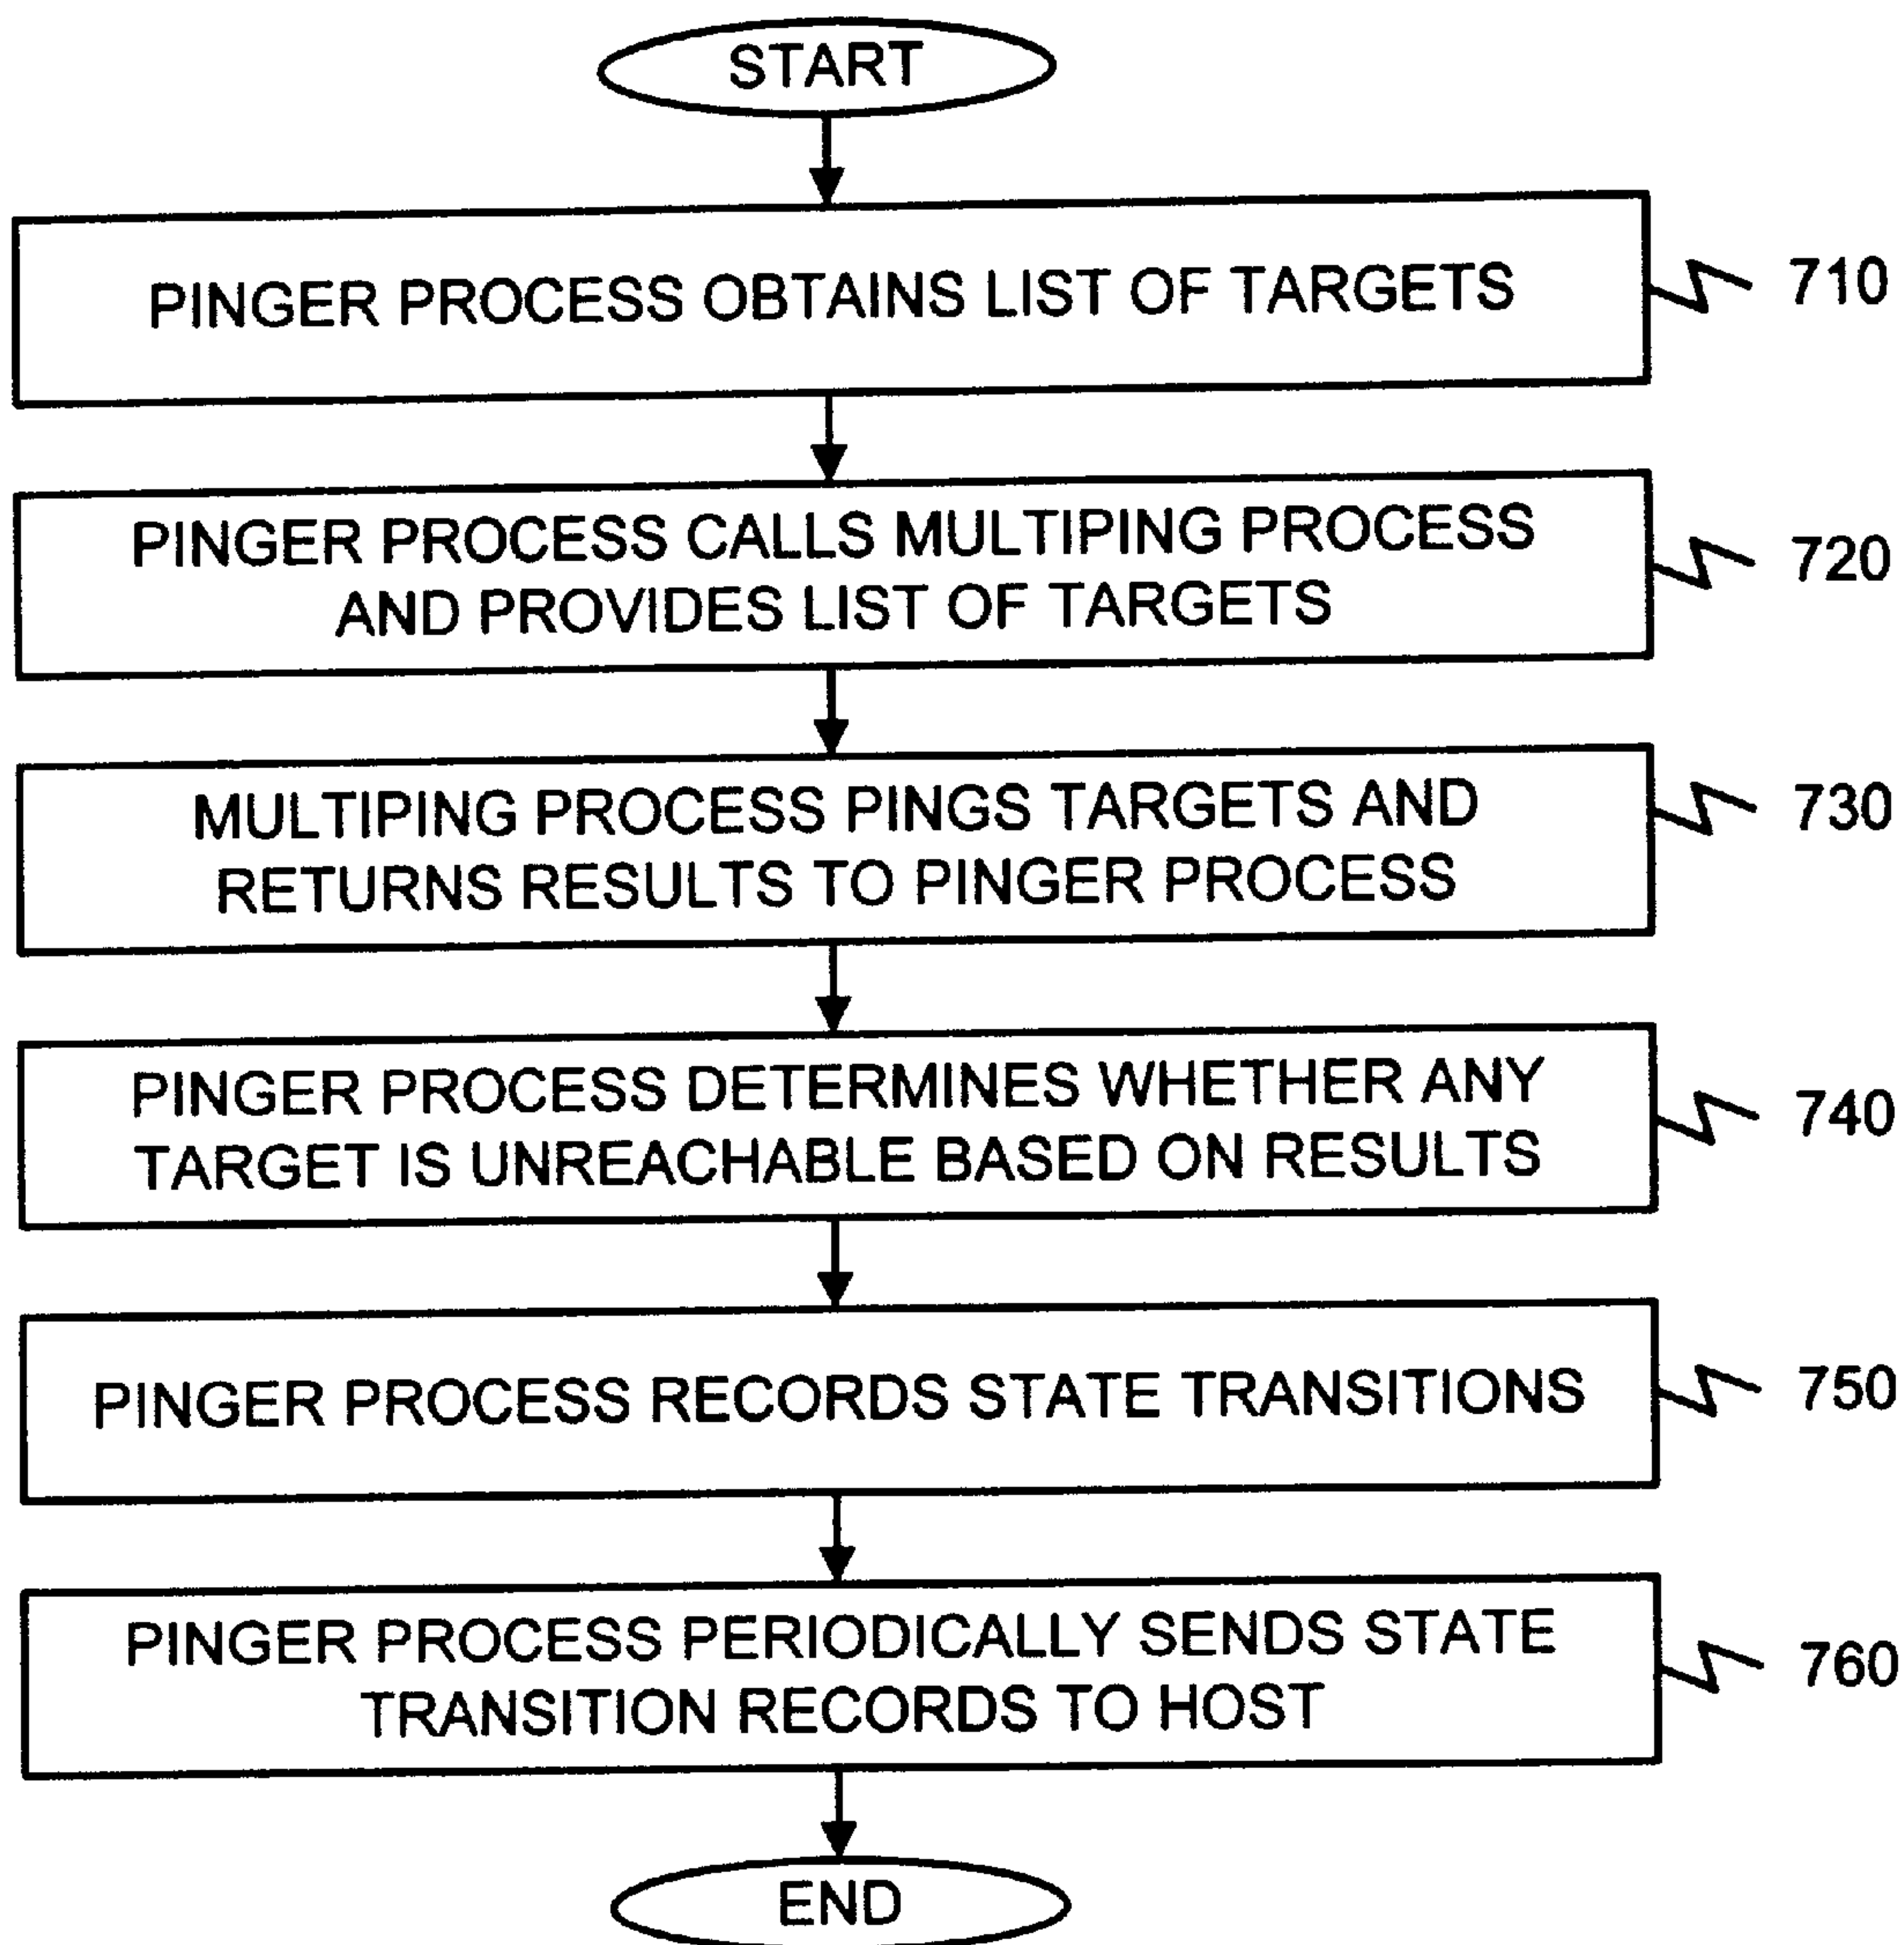 START
PINGER PROCESS OBTAINS LIST OF TARGETS
710
PINGER PROCESS CALLS MULTIPING PROCESS
AND PROVIDES LIST OF TARGETS
720
MULTIPING PROCESS PINGS TARGETS AND
RETURNS RESULTS TO PINGER PROCESS
730
PINGER PROCESS DETERMINES WHETHER ANY
TARGET IS UNREACHABLE BASED ON RESULTS
740
PINGER PROCESS RECORDS STATE TRANSITIONS
750
PINGER PROCESS PERIODICALLY SENDS STATE
TRANSITION RECORDS TO HOST
760
END